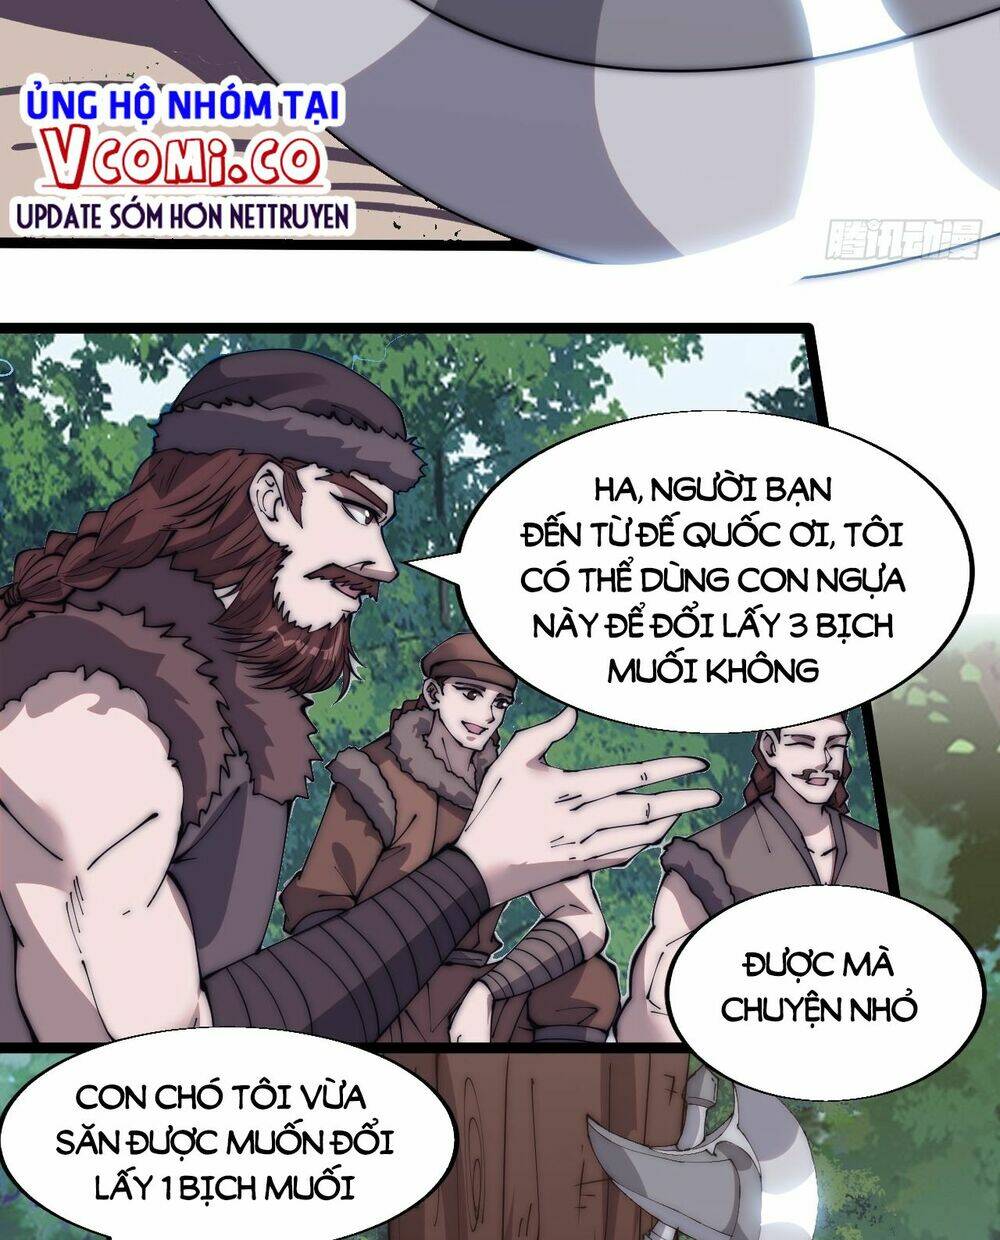 ỦNG HỘ NHÓM TẠI
VCOMI.CO
UPDATE SỚM HƠN NETTRUYEN
腾讯动漫
HA, NGƯỜI BẠN
ĐẾN TỪ ĐẾ QUỐC ƠI, TÔI
CÓ THỂ DÙNG CON NGỰA
NÀY ĐỂ ĐỔI LẤY 3 BỊCH
MUỐI KHÔNG
ĐƯỢC MÀ
CHUYỆN NHỎ
CON CHÓ TÔI VỪA
SĂN ĐƯỢC MUỐN ĐỔI
LẤY 1 BỊCH MUỐI